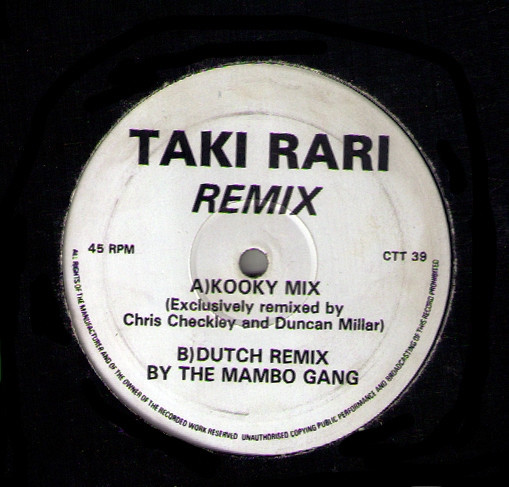 TAKI RARI
REMIX
45 RPM
CTT 39
A)KOOKY MIX
(Exclusively remixed by
Chris Checkley and Duncan Millar)
B)DUTCH REMIX
BY THE MAMBO GANG
ALL RIGHTS OF THE MANUFACTURER AND OF THE OWNER OF THE RECORDED WORK RESERVED UNAUTHORISED COPYING PUBLIC PERFORMANCE AND BROADCASTING OF THIS RECORD PROHIBITED